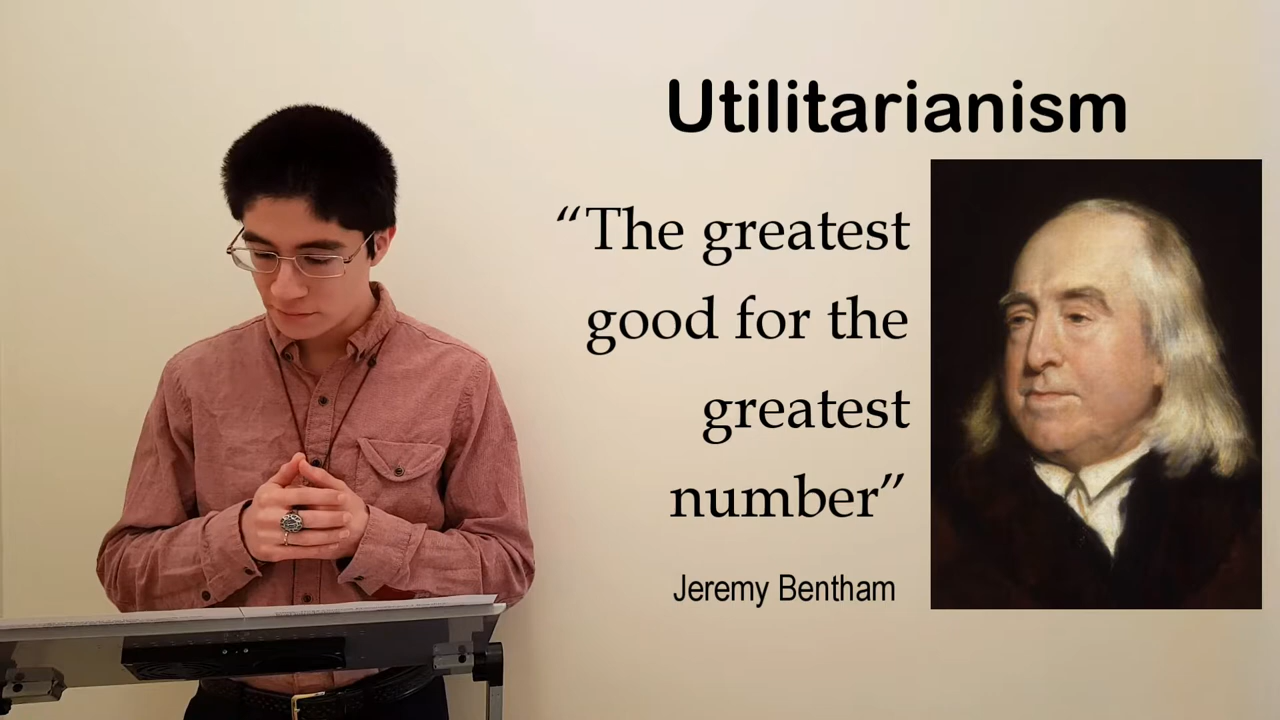 Utilitarianism
“The greatest
good for the
greatest
number”
Jeremy Bentham